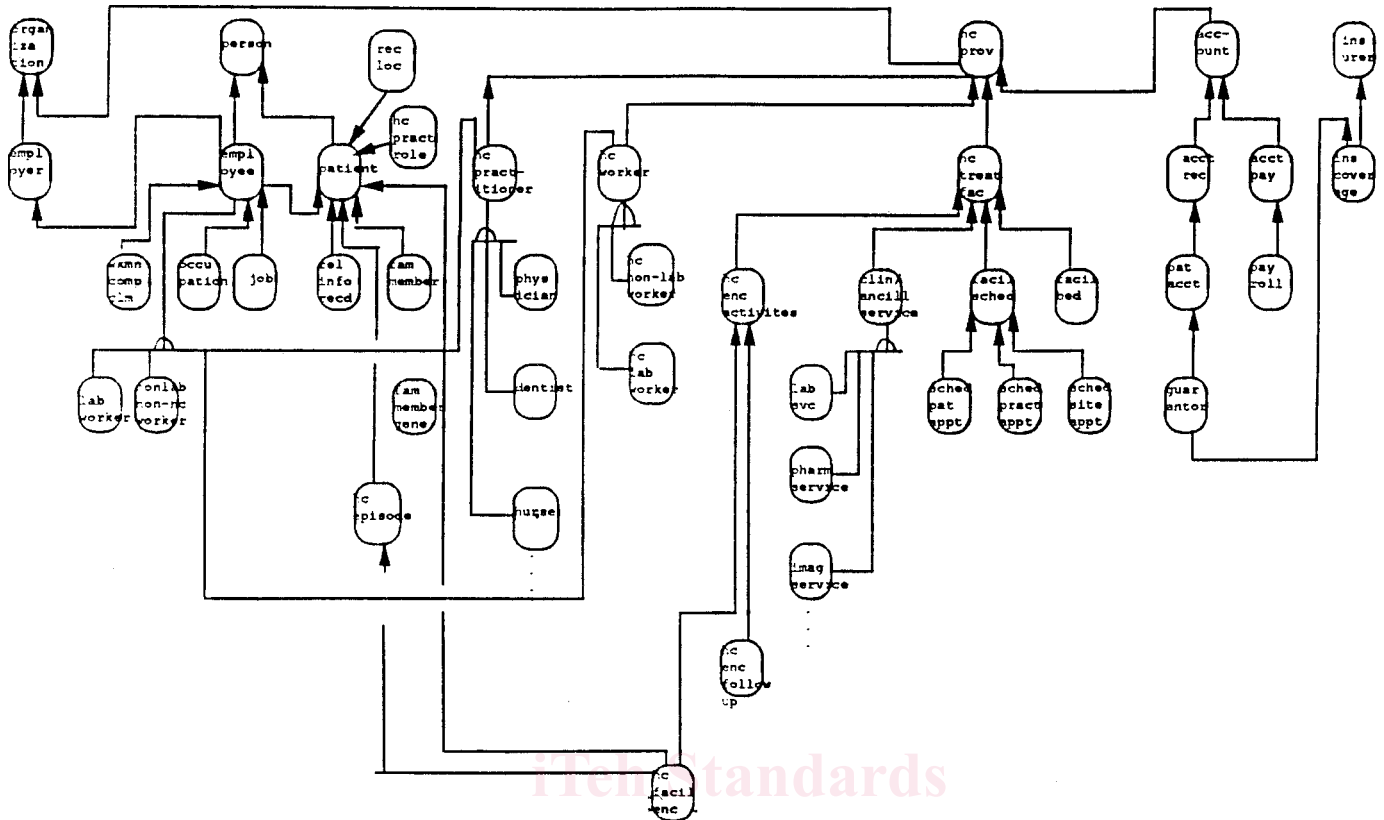 rgan
iza
tion
person
rec
loc
hc
prov
acc-
ount
ins
urer
empl
oyer
empl
oyee
patient
hc
pract
role
hc
pract-
itioner
hc
worker
hc
treat
fac
acct
rec
acct
pay
ins
cover
age
wkmn
comp
clm
occu
pation
job
rel
info
recd
fam
member
phys
ician
hc
non-lab
worker
hc
enc
activites
clin/
ancill
service
facil
sched
facil
bed
pat
acct
pay
roll
lab
worker
nonlab
non-hc
worker
fam
member
gene
dentist
hc
lab
worker
lab
svc
sched
pat
appt
sched
pract
appt
sched
site
appt
guar
antor
pharm
service
hc
episode
nurse
imag
service
hc
enc
follow
up
iTeh Standards
hc
facil
enc